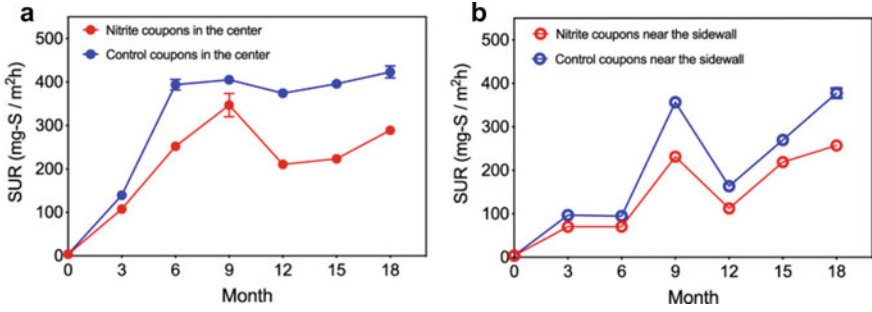 a
Nitrite coupons in the center
Control coupons in the center
500
400
300
200
100
0
SUR (mg-S / m²h)
0 3 6 9 12 15 18
Month
b
Nitrite coupons near the sidewall
Control coupons near the sidewall
500
400
300
200
100
0
SUR (mg-S / m²h)
0 3 6 9 12 15 18
Month